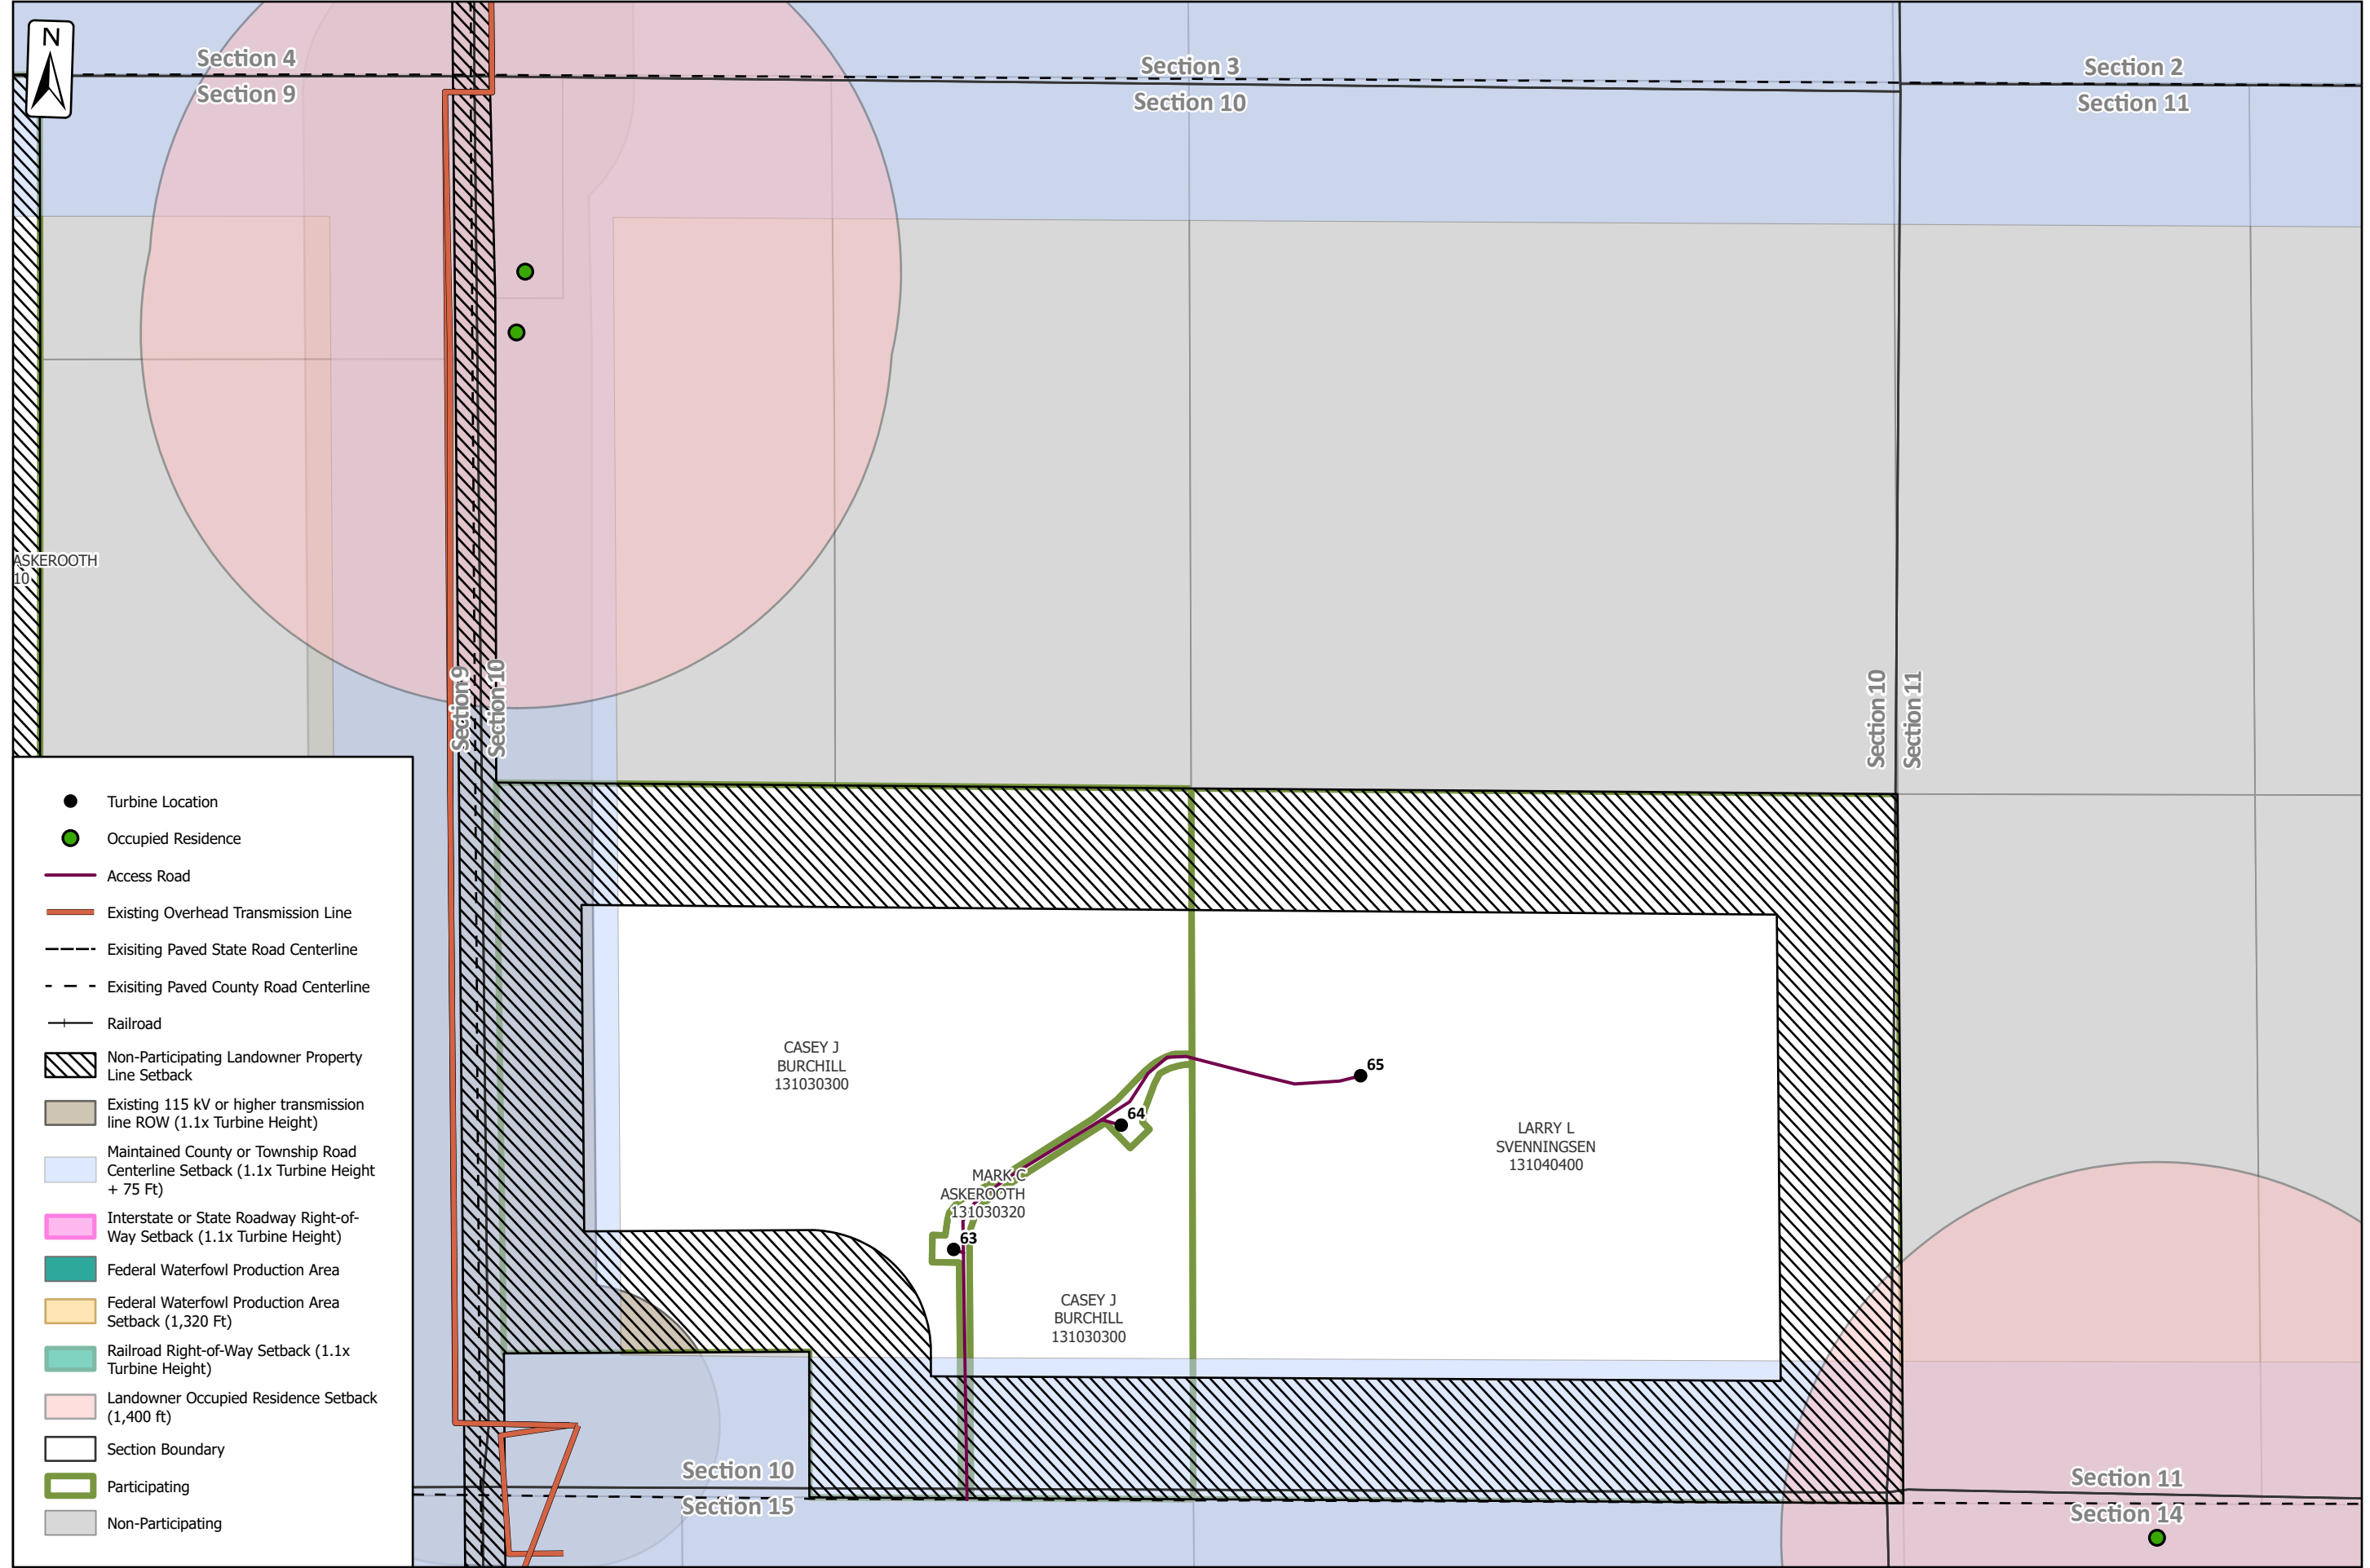 N
Section 4
Section 9
Section 3
Section 10
Section 2
Section 11
ASKEROOTH
10
Section 9
Section 10
Section 10
Section 11
Turbine Location
Occupied Residence
Access Road
Existing Overhead Transmission Line
Exisiting Paved State Road Centerline
Exisiting Paved County Road Centerline
Railroad
Non-Participating Landowner Property
Line Setback
Existing 115 kV or higher transmission
line ROW (1.1x Turbine Height)
Maintained County or Township Road
Centerline Setback (1.1x Turbine Height
+ 75 Ft)
Interstate or State Roadway Right-of-
Way Setback (1.1x Turbine Height)
Federal Waterfowl Production Area
Federal Waterfowl Production Area
Setback (1,320 Ft)
Railroad Right-of-Way Setback (1.1x
Turbine Height)
Landowner Occupied Residence Setback
(1,400 ft)
Section Boundary
Participating
Non-Participating
CASEY J
BURCHILL
131030300
65
64
LARRY L
SVENNINGSEN
131040400
MARK C
ASKEROOTH
131030320
63
CASEY J
BURCHILL
131030300
Section 10
Section 15
Section 11
Section 14